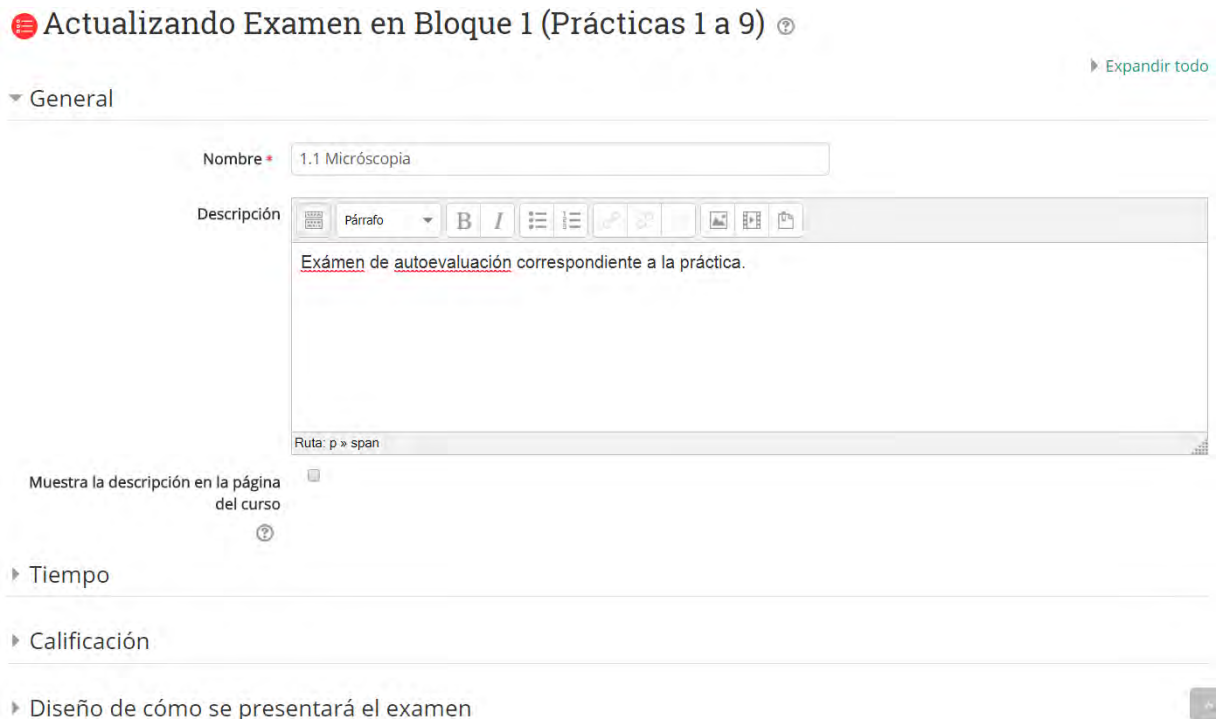 Actualizando Examen en Bloque 1 (Prácticas 1 a 9)
Expandir todo
General
Nombre *
1.1 Micróscopia
Descripción
Párrafo
B I
Exámen de autoevaluación correspondiente a la práctica.
Ruta: p » span
Muestra la descripción en la página
del curso
Tiempo
Calificación
Diseño de cómo se presentará el examen